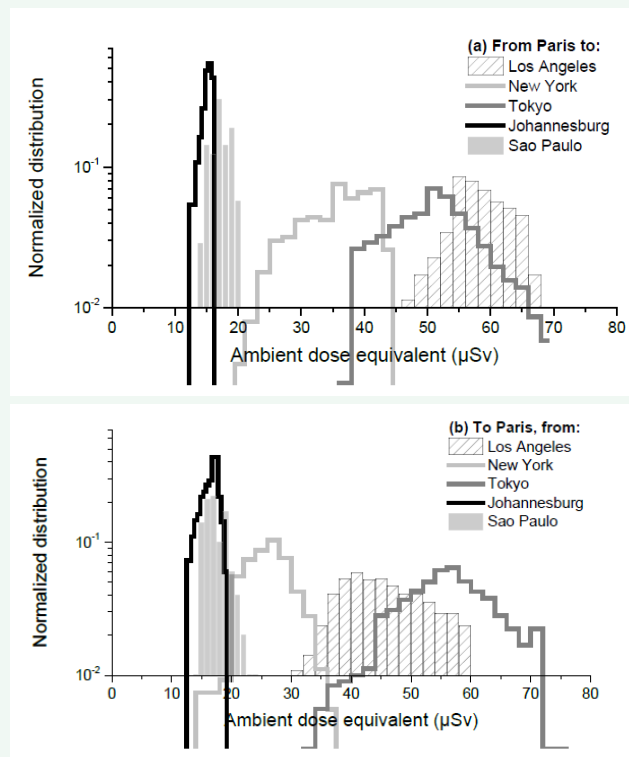 (a) From Paris to:
Los Angeles
New York
Tokyo
Johannesburg
Sao Paulo
Normalized distribution
10⁻¹
10⁻²
0 10 20 30 40 50 60 70 80
Ambient dose equivalent (µSv)
(b) To Paris, from:
Los Angeles
New York
Tokyo
Johannesburg
Sao Paulo
Normalized distribution
10⁻¹
10⁻²
0 10 20 30 40 50 60 70 80
Ambient dose equivalent (µSv)